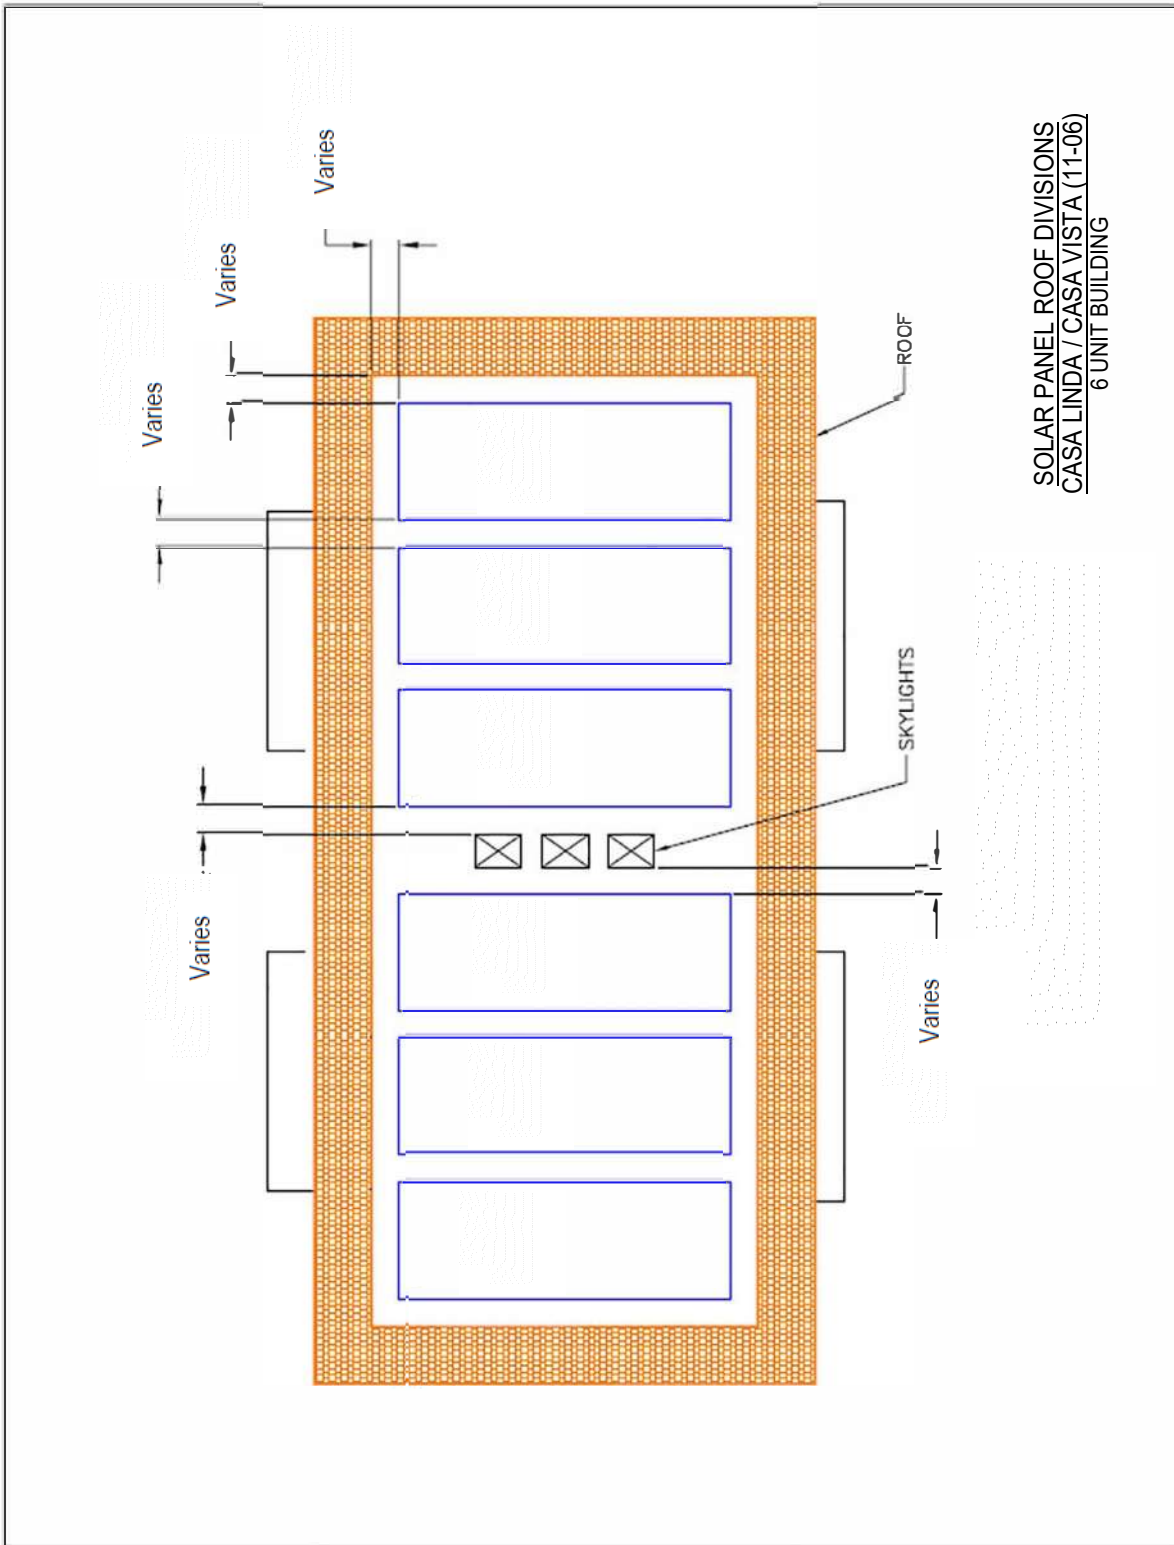 Varies
Varies
Varies
Varies
Varies
ROOF
SKYLIGHTS
SOLAR PANEL ROOF DIVISIONS
CASA LINDA / CASA VISTA (11-06)
6 UNIT BUILDING